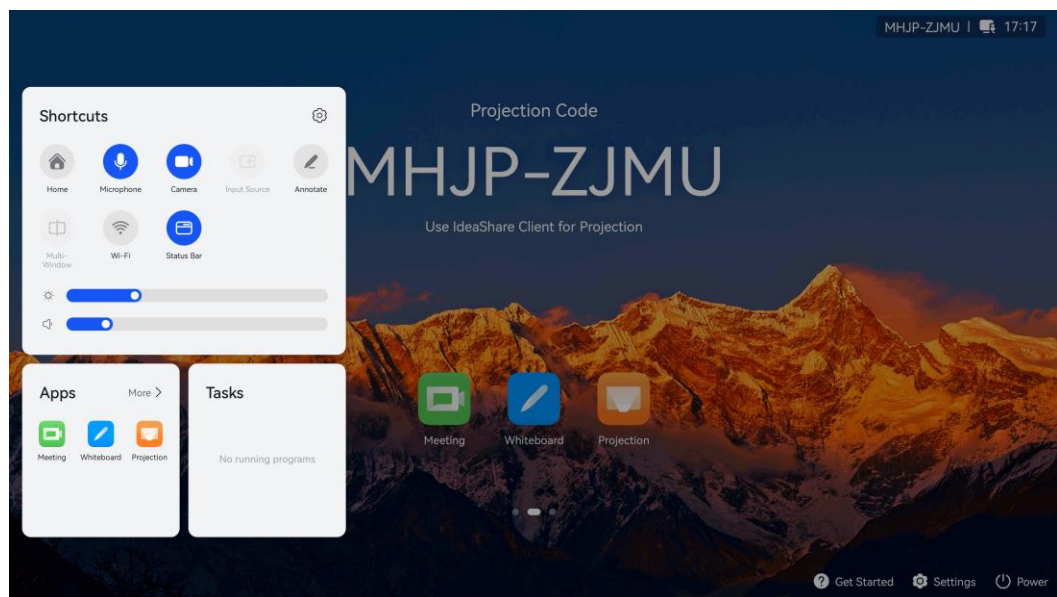 MHJP-ZJMU | 17:17
Shortcuts
Home Microphone Camera Input Source Annotate
Multi-
Window
Wi-Fi Status Bar
Apps More >
Meeting Whiteboard Projection
Tasks
No running programs
Projection Code
MHJP-ZJMU
Use IdeaShare Client for Projection
Meeting Whiteboard Projection
Get Started Settings Power